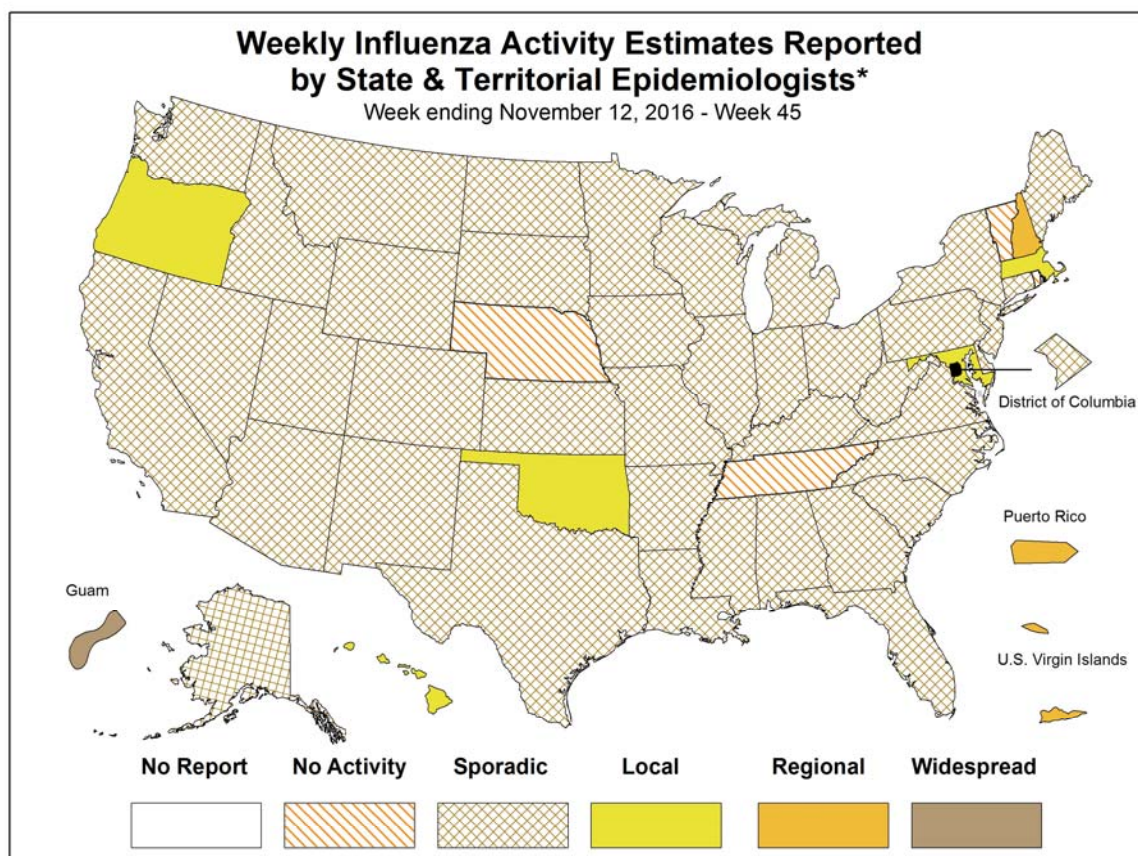 Weekly Influenza Activity Estimates Reported
by State & Territorial Epidemiologists*
Week ending November 12, 2016 - Week 45
District of Columbia
Puerto Rico
Guam
U.S. Virgin Islands
No Report No Activity Sporadic Local Regional Widespread